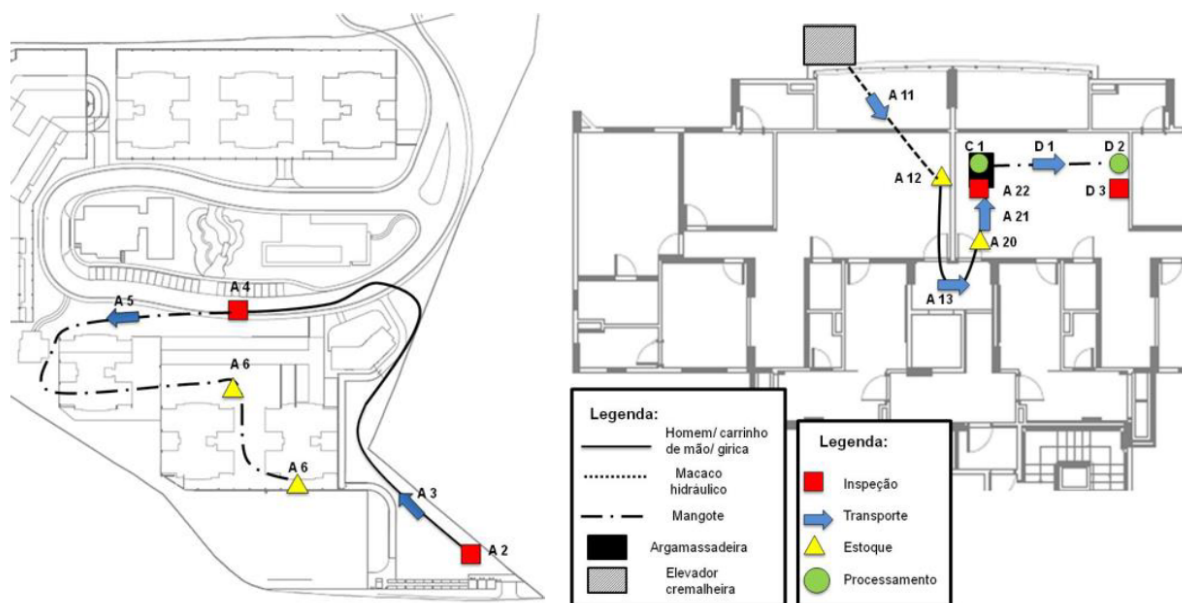 A 4
A 5
A 6
A 6
A 3
A 2
A 11
A 12
C 1
D 1
D 2
A 22
D 3
A 21
A 20
A 13
Legenda:
Homem/ carrinho
de mão/ girica
Macaco
hidráulico
Mangote
Argamassadeira
Elevador
cremalheira
Legenda:
Inspeção
Transporte
Estoque
Processamento